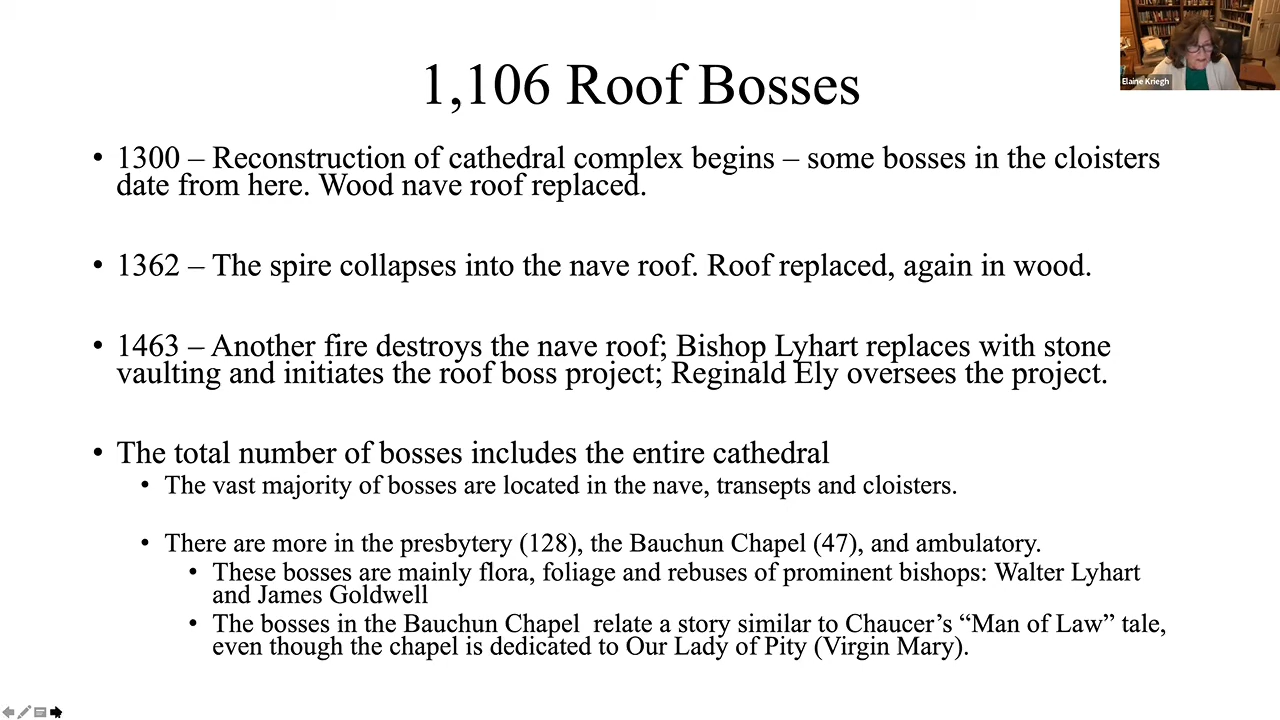 1,106 Roof Bosses
• 1300 – Reconstruction of cathedral complex begins – some bosses in the cloisters
date from here. Wood nave roof replaced.
• 1362 – The spire collapses into the nave roof. Roof replaced, again in wood.
• 1463 – Another fire destroys the nave roof; Bishop Lyhart replaces with stone
vaulting and initiates the roof boss project; Reginald Ely oversees the project.
• The total number of bosses includes the entire cathedral
• The vast majority of bosses are located in the nave, transepts and cloisters.
• There are more in the presbytery (128), the Bauchun Chapel (47), and ambulatory.
• These bosses are mainly flora, foliage and rebuses of prominent bishops: Walter Lyhart
and James Goldwell
• The bosses in the Bauchun Chapel relate a story similar to Chaucer’s “Man of Law” tale,
even though the chapel is dedicated to Our Lady of Pity (Virgin Mary).
Elaine Kriegh